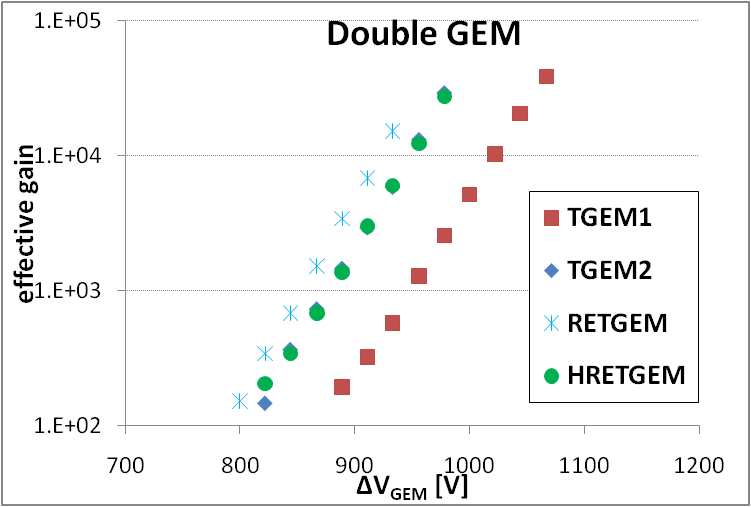 Double GEM
1.E+05
1.E+04
1.E+03
1.E+02
effective gain
TGEM1
TGEM2
RETGEM
HRETGEM
700 800 900 1000 1100 1200
ΔVGEM [V]